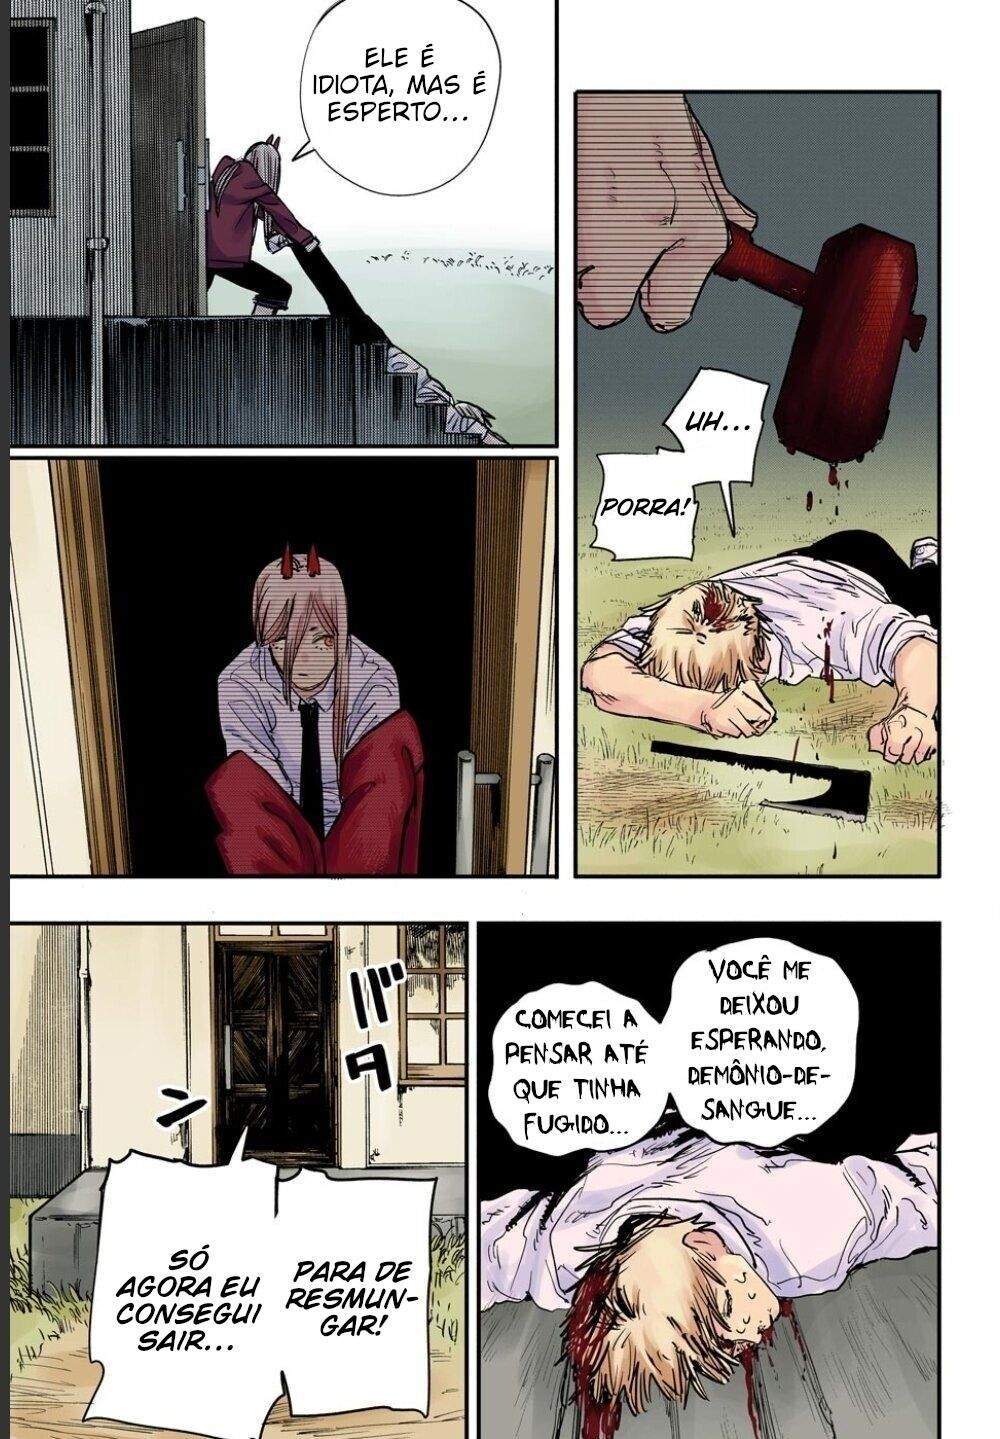 UH...
PORRA!
ELE É
IDIOTA, MAS É
ESPERTO...
VOCÊ ME
DEIXOU
ESPERANDO,
DEMÔNIO-DE-
SANGUE...
COMECEI A
PENSAR ATÉ
QUE TINHA
FUGIDO...
バタン
PARA DE
RESMUN-
GAR!
SÓ
AGORA EU
CONSEGUI
SAIR...